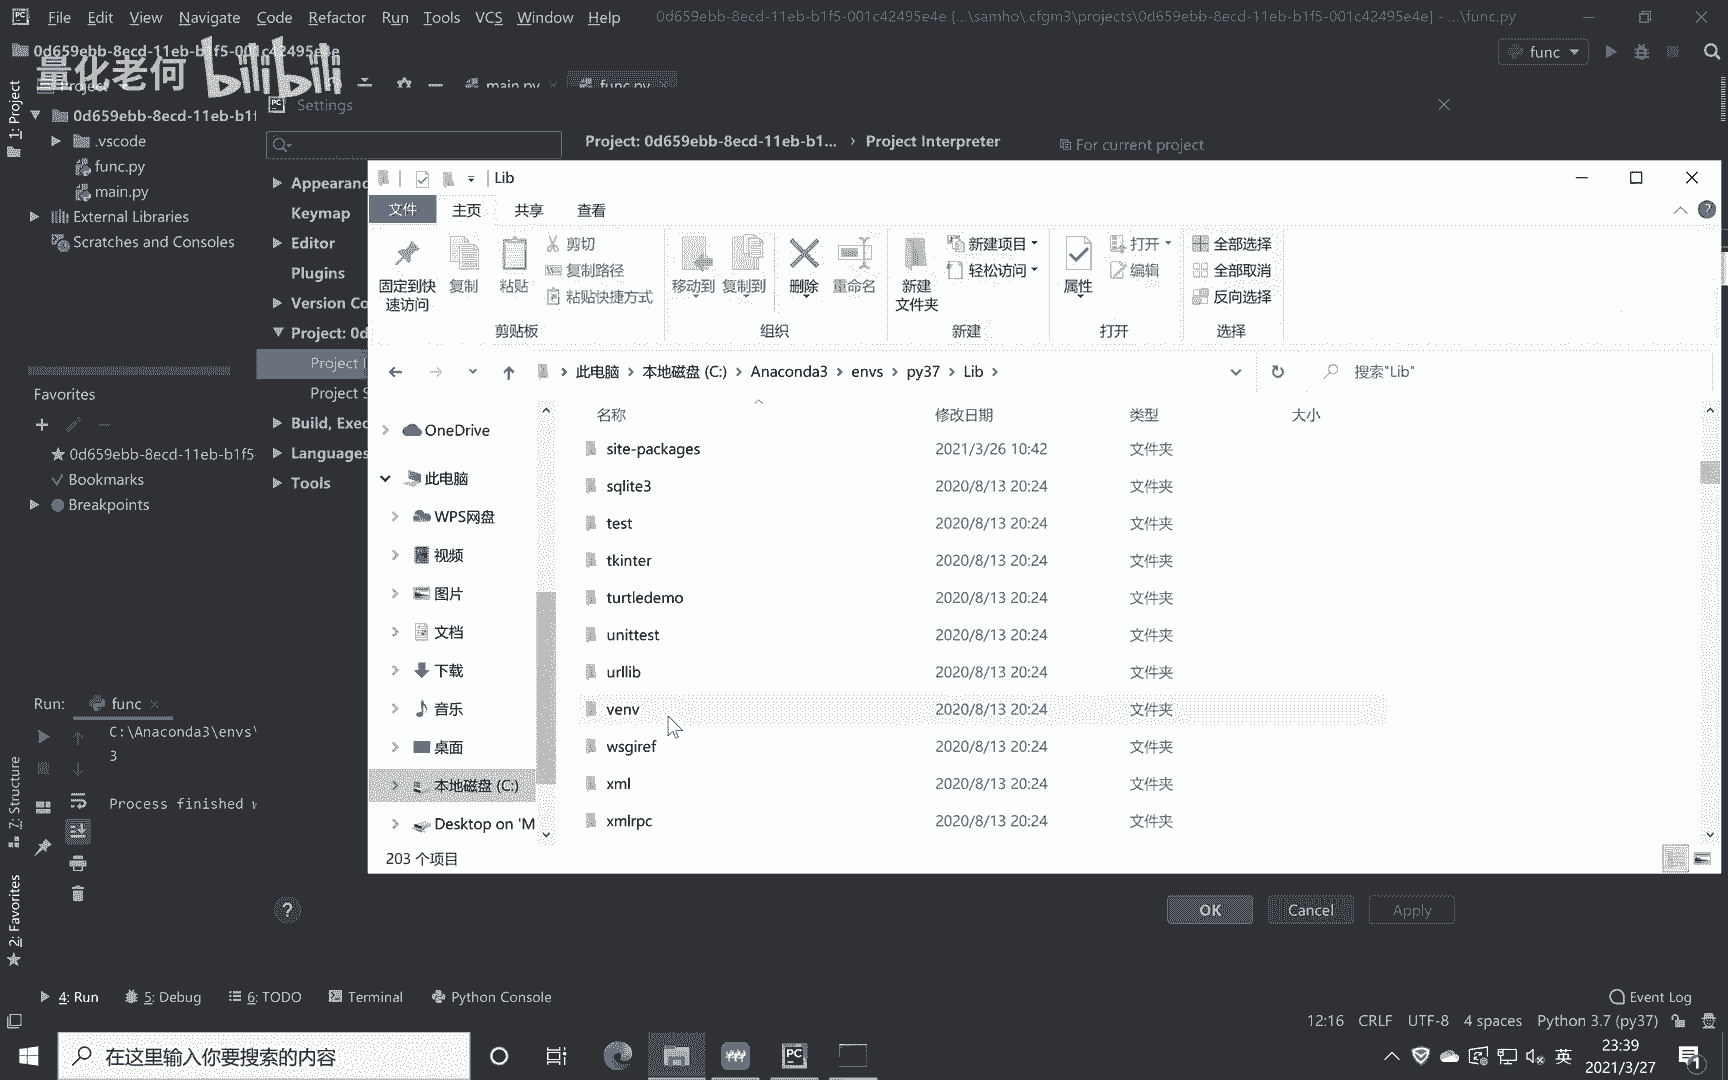 File Edit View Navigate Code Refactor Run Tools VCS Window Help 0d659ebb-8ecd-11eb-b1f5-001c42495e4e [...\samho\.cfgm3\projects\0d659ebb-8ecd-11eb-b1f5-001c42495e4e] - ...\func.py
0d659ebb-8ecd-11eb-b1f5-001c42495e4e
func
量化老何 bilibili
Project
main.py
func.py
1: Project
0d659ebb-8ecd-11eb-b1f
.vscode
func.py
main.py
External Libraries
Scratches and Consoles
Favorites
0d659ebb-8ecd-11eb-b1f5-
Bookmarks
Breakpoints
Settings
Project: 0d659ebb-8ecd-11eb-b1... › Project Interpreter
For current project
Appearanc
Keymap
Editor
Plugins
Version Co
Project: 0d
Project I
Project S
Build, Exec
Languages
Tools
Lib
文件 主页 共享 查看
固定到快速访问
复制
粘贴
剪切
复制路径
粘贴快捷方式
剪贴板
移动到 复制到 删除 重命名
组织
新建文件夹
新建项目
轻松访问
新建
属性
打开
编辑
打开
全部选择
全部取消
反向选择
选择
此电脑 本地磁盘 (C:) Anaconda3 envs py37 Lib
搜索"Lib"
OneDrive
此电脑
WPS网盘
视频
图片
文档
下载
音乐
桌面
本地磁盘 (C:)
Desktop on 'M
名称 修改日期 类型 大小
site-packages 2021/3/26 10:42 文件夹
sqlite3 2020/8/13 20:24 文件夹
test 2020/8/13 20:24 文件夹
tkinter 2020/8/13 20:24 文件夹
turtledemo 2020/8/13 20:24 文件夹
unittest 2020/8/13 20:24 文件夹
urllib 2020/8/13 20:24 文件夹
venv 2020/8/13 20:24 文件夹
wsgiref 2020/8/13 20:24 文件夹
xml 2020/8/13 20:24 文件夹
xmlrpc 2020/8/13 20:24 文件夹
203 个项目
OK Cancel Apply
Run: func
C:\Anaconda3\envs\
3
Process finished w
7: Structure
2: Favorites
4: Run 5: Debug 6: TODO Terminal Python Console
Event Log
12:16 CRLF UTF-8 4 spaces Python 3.7 (py37)
在这里输入你要搜索的内容
英
23:39
2021/3/27
1